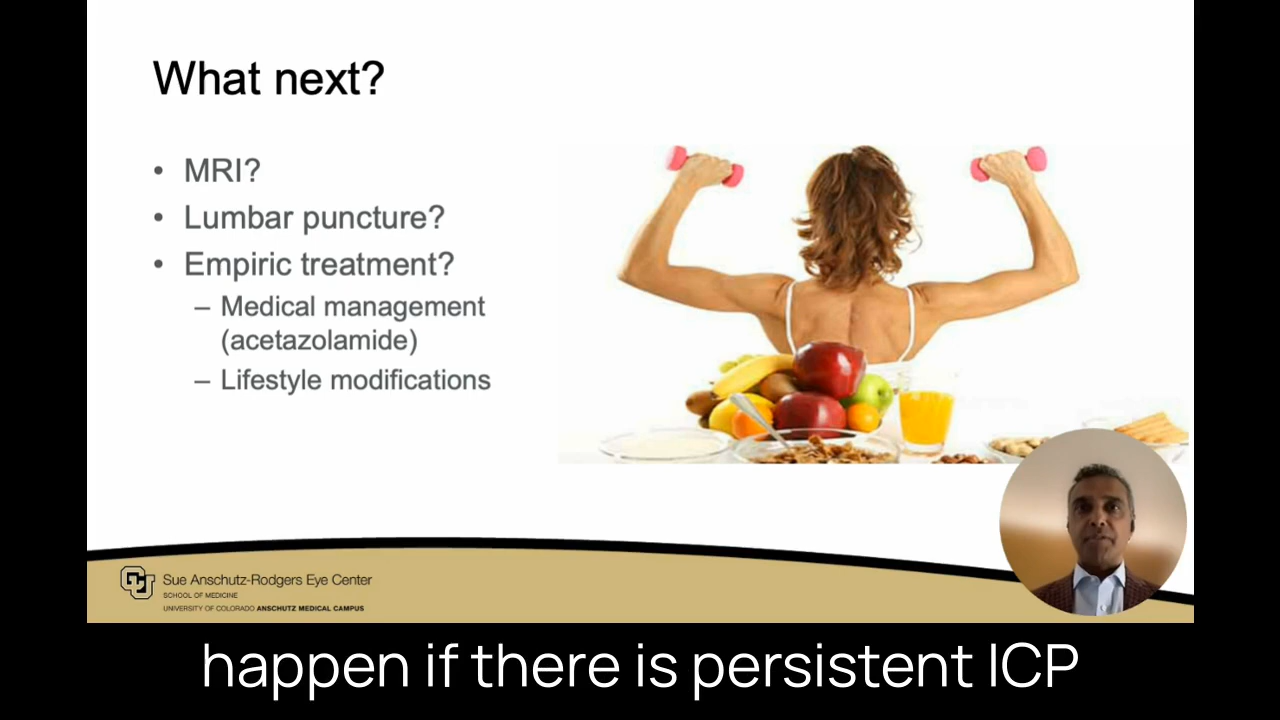 What next?
• MRI?
• Lumbar puncture?
• Empiric treatment?
– Medical management
(acetazolamide)
– Lifestyle modifications
Sue Anschutz-Rodgers Eye Center
SCHOOL OF MEDICINE
UNIVERSITY OF COLORADO ANSCHUTZ MEDICAL CAMPUS
happen if there is persistent ICP